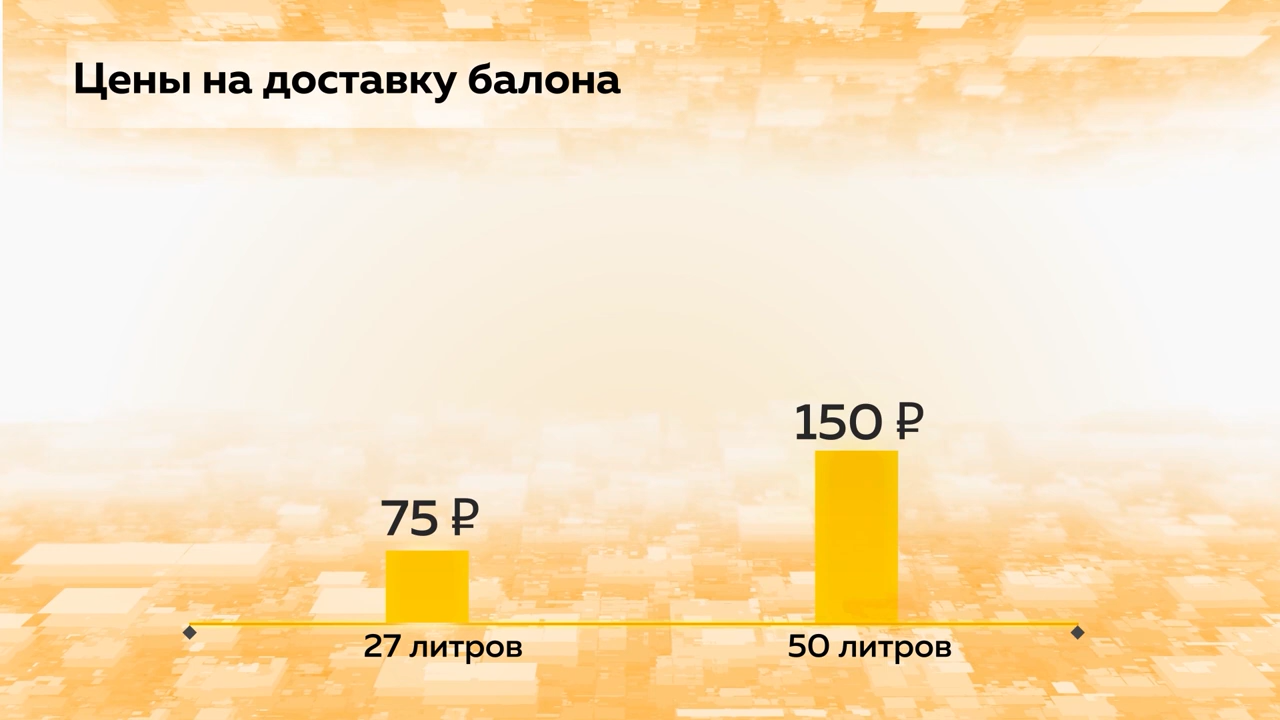 Цены на доставку балона
150 ₽
75 ₽
27 литров
50 литров